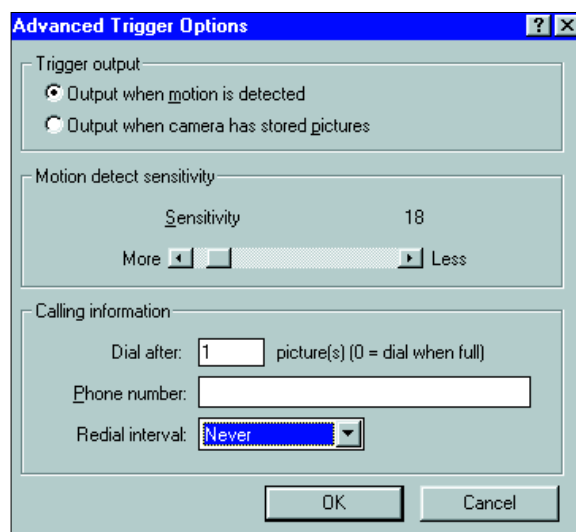 Advanced Trigger Options
Trigger output
Output when motion is detected
Output when camera has stored pictures
Motion detect sensitivity
Sensitivity 18
More Less
Calling information
Dial after: 1 picture(s) (0 = dial when full)
Phone number:
Redial interval: Never
OK Cancel